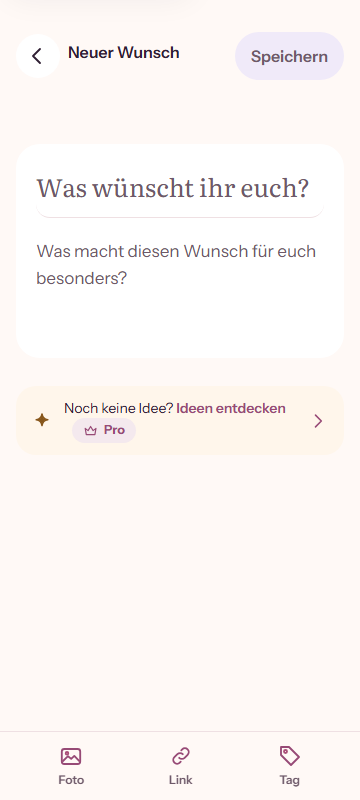 Neuer Wunsch
Speichern
Was wünscht ihr euch?
Was macht diesen Wunsch für euch
besonders?
Noch keine Idee? Ideen entdecken
Pro
Foto
Link
Tag